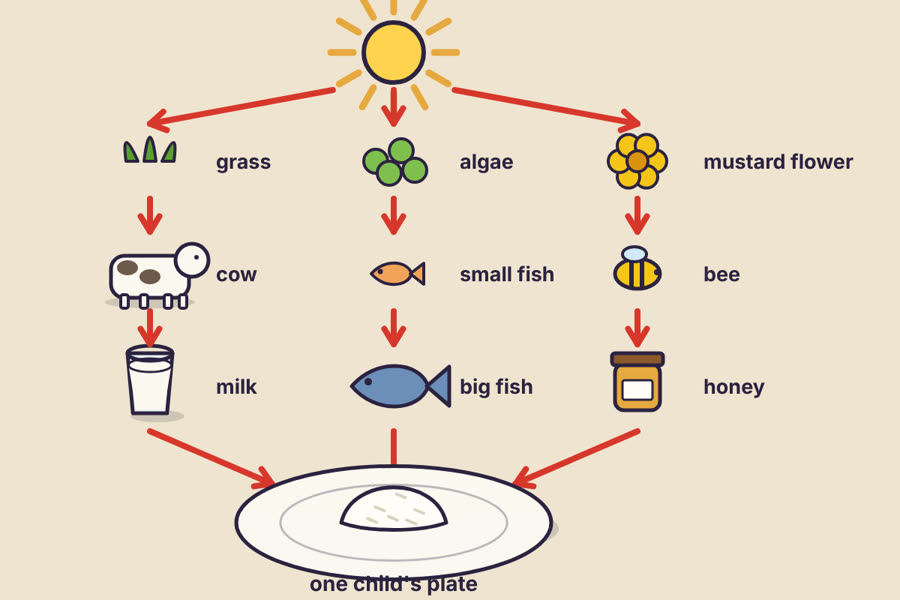 grass
algae
mustard flower
cow
small fish
bee
milk
big fish
honey
one child's plate